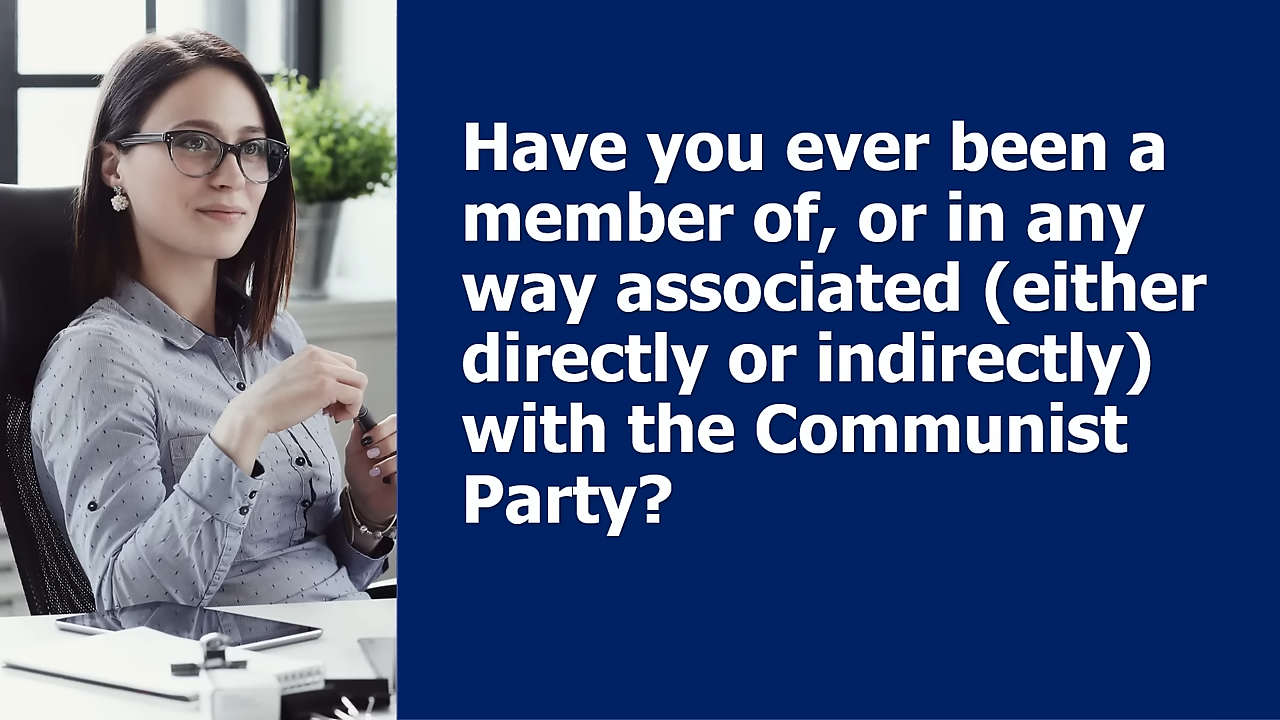 Have you ever been a
member of, or in any
way associated (either
directly or indirectly)
with the Communist
Party?